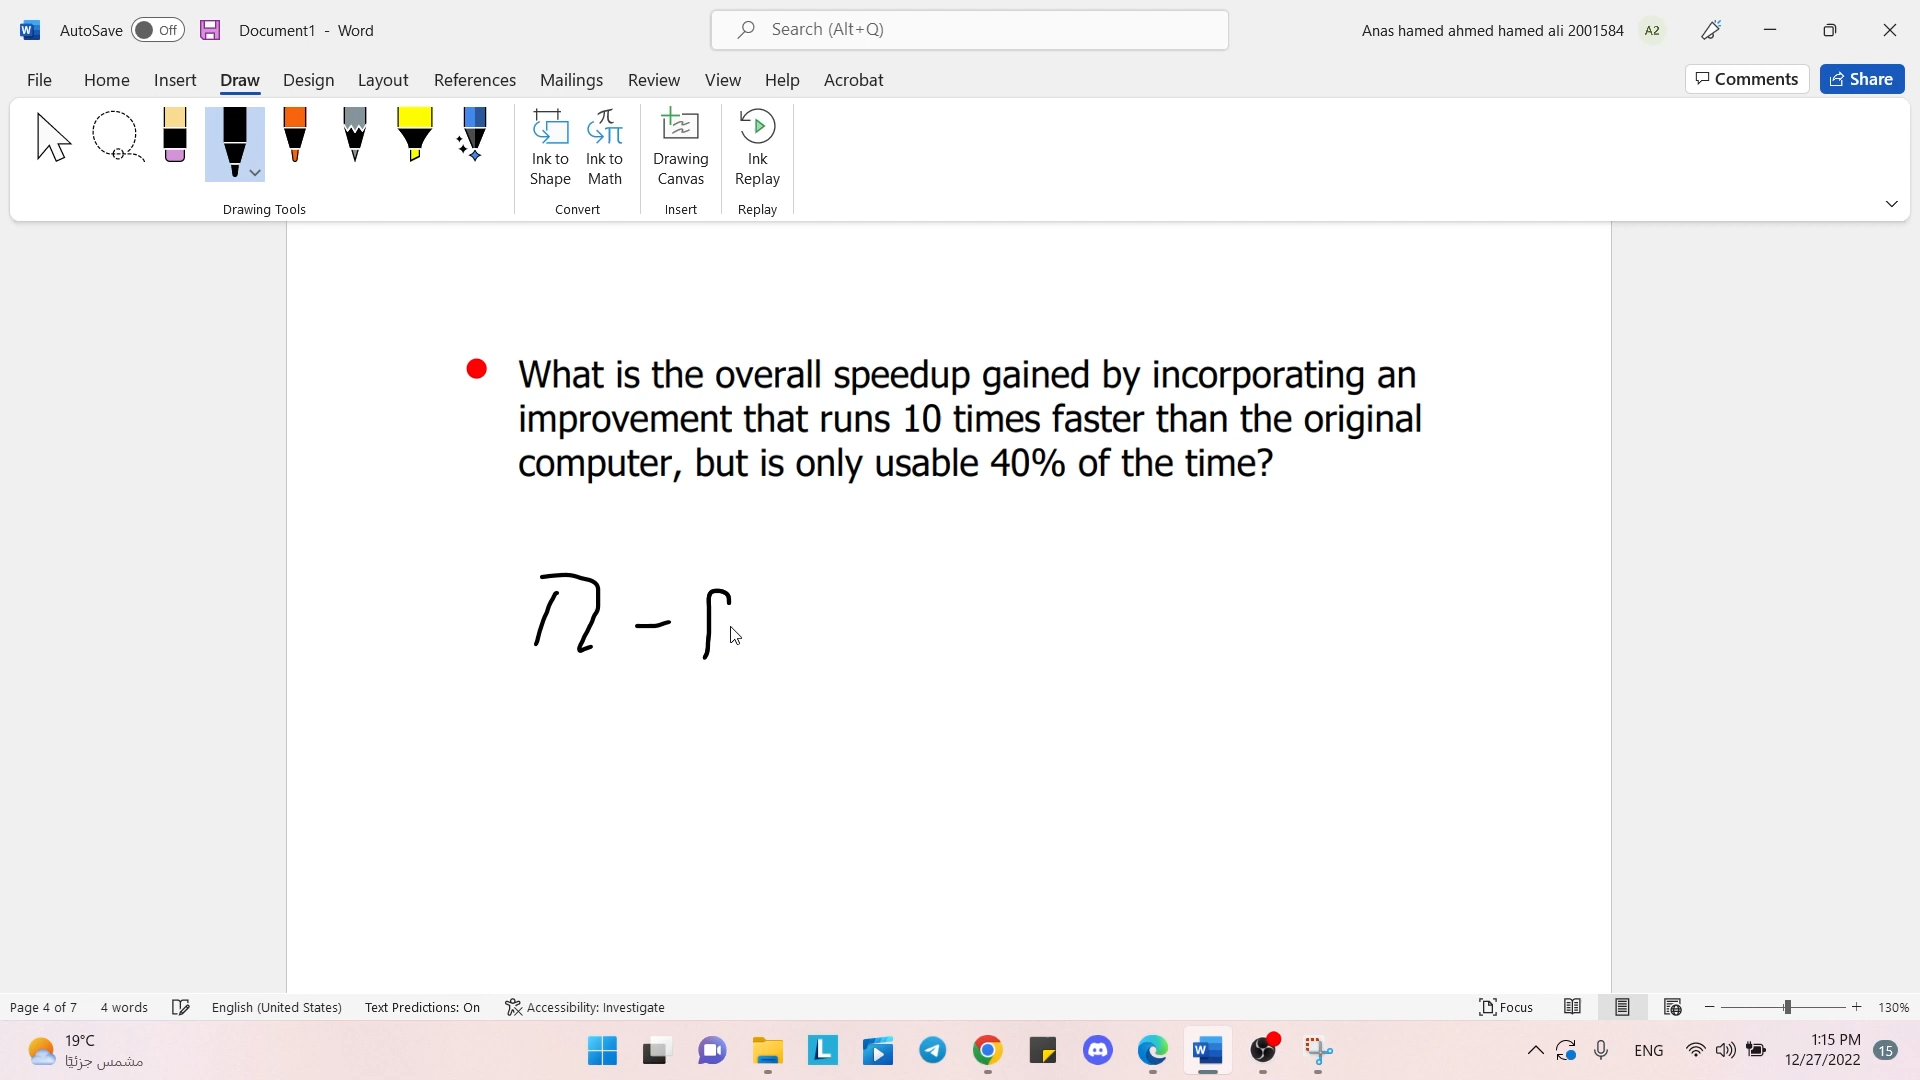 AutoSave Off Document1 - Word Search (Alt+Q) Anas hamed ahmed hamed ali 2001584 A2
File Home Insert Draw Design Layout References Mailings Review View Help Acrobat Comments Share
Ink to Shape
Ink to Math
Drawing Canvas
Ink Replay
Drawing Tools Convert Insert Replay
What is the overall speedup gained by incorporating an
improvement that runs 10 times faster than the original
computer, but is only usable 40% of the time?
Page 4 of 7 4 words English (United States) Text Predictions: On Accessibility: Investigate Focus 130%
19°C
مشمس جزئيًا
ENG
1:15 PM
12/27/2022
15